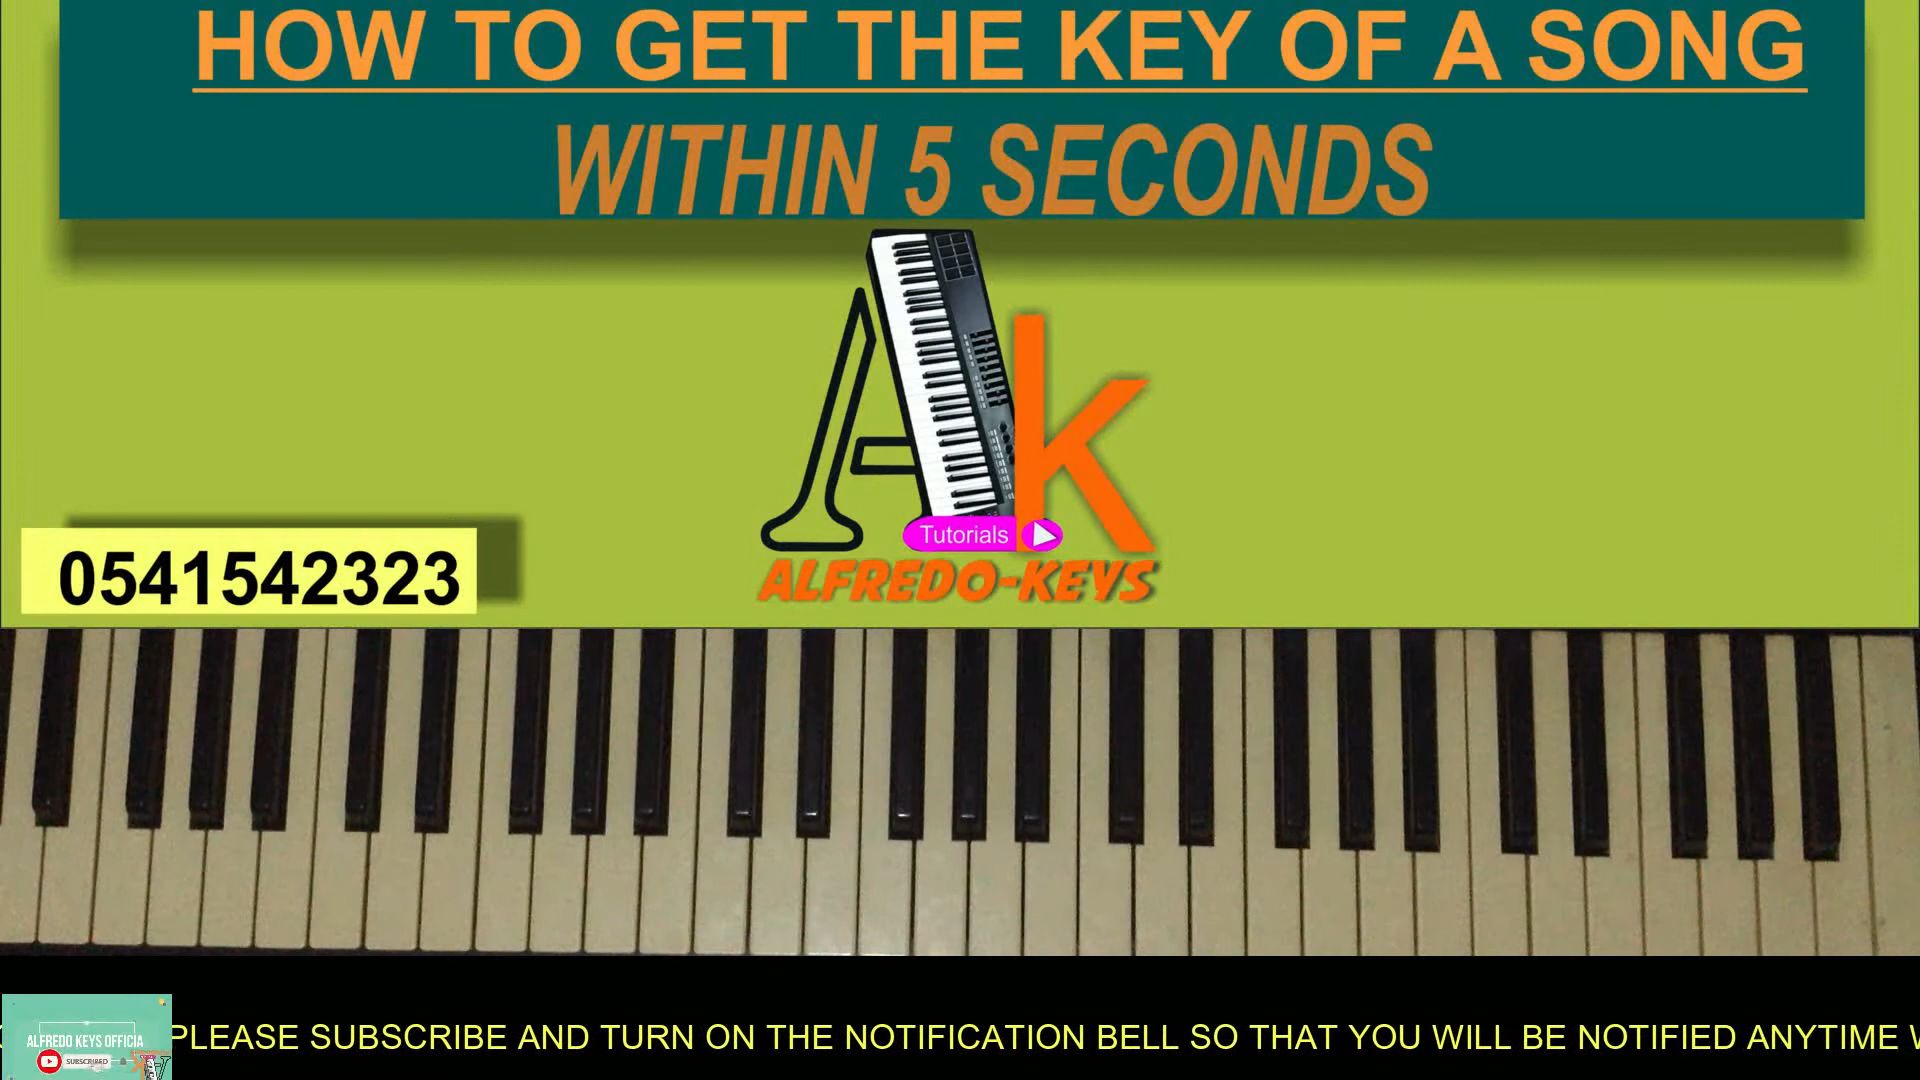 HOW TO GET THE KEY OF A SONG
WITHIN 5 SECONDS
Tutorials
ALFREDO-KEYS
0541542323
ALFREDO KEYS OFFICIA
SUBSCRIBED
PLEASE SUBSCRIBE AND TURN ON THE NOTIFICATION BELL SO THAT YOU WILL BE NOTIFIED ANYTIME